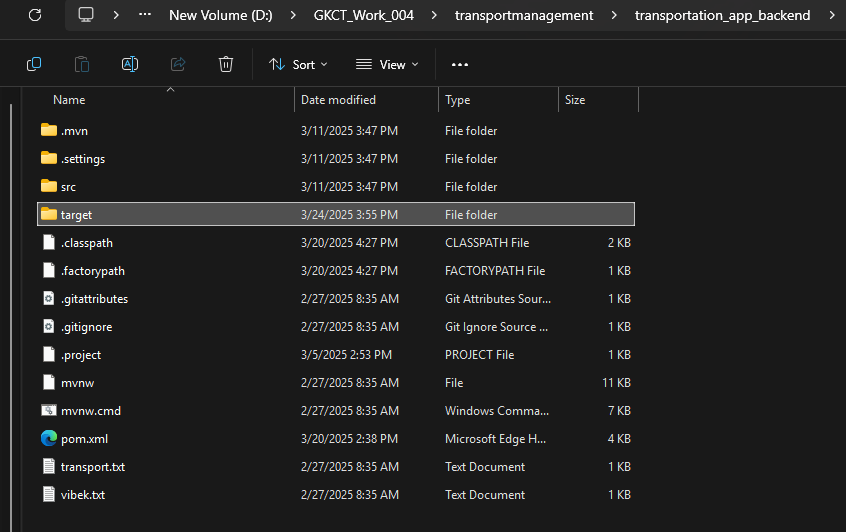 ··· New Volume (D:) > GKCT_Work_004 > transportmanagement > transportation_app_backend >
Sort View ···
Name Date modified Type Size
.mvn 3/11/2025 3:47 PM File folder
.settings 3/11/2025 3:47 PM File folder
src 3/11/2025 3:47 PM File folder
target 3/24/2025 3:55 PM File folder
.classpath 3/20/2025 4:27 PM CLASSPATH File 2 KB
.factorypath 3/20/2025 4:27 PM FACTORYPATH File 1 KB
.gitattributes 2/27/2025 8:35 AM Git Attributes Sour... 1 KB
.gitignore 2/27/2025 8:35 AM Git Ignore Source ... 1 KB
.project 3/5/2025 2:53 PM PROJECT File 1 KB
mvnw 2/27/2025 8:35 AM File 11 KB
mvnw.cmd 2/27/2025 8:35 AM Windows Comma... 7 KB
pom.xml 3/20/2025 2:38 PM Microsoft Edge H... 4 KB
transport.txt 2/27/2025 8:35 AM Text Document 1 KB
vibek.txt 2/27/2025 8:35 AM Text Document 1 KB